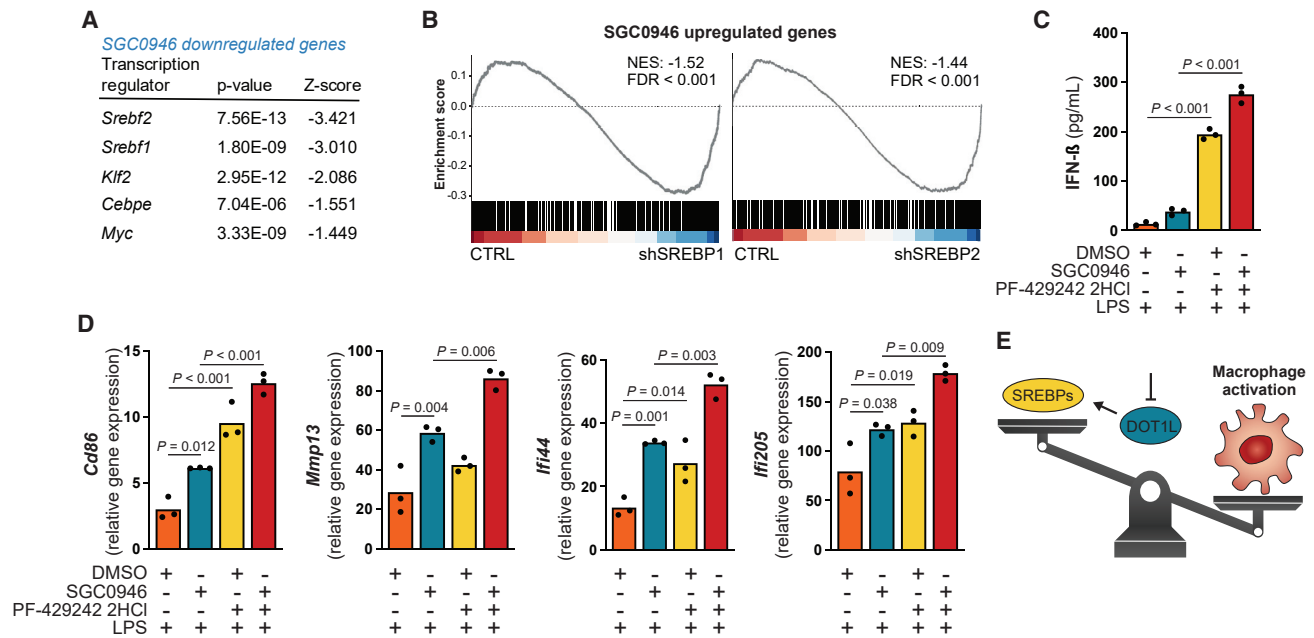 A
SGC0946 downregulated genes
Transcription
regulator p-value Z-score
Srebf2 7.56E-13 -3.421
Srebf1 1.80E-09 -3.010
Klf2 2.95E-12 -2.086
Cebpe 7.04E-06 -1.551
Myc 3.33E-09 -1.449
B
SGC0946 upregulated genes
Enrichment score
0.1
0.0
-0.1
-0.2
-0.3
NES: -1.52
FDR < 0.001
CTRL shSREBP1
NES: -1.44
FDR < 0.001
CTRL shSREBP2
C
IFN-ß (pg/mL)
400
300
200
100
0
P < 0.001
P < 0.001
DMSO + - + -
SGC0946 - + - +
PF-429242 2HCl - - + +
LPS + + + +
D
Cd86
(relative gene expression)
15
10
5
0
P < 0.001
P < 0.001
P = 0.012
DMSO + - + -
SGC0946 - + - +
PF-429242 2HCl - - + +
LPS + + + +
Mmp13
(relative gene expression)
100
80
60
40
20
0
P = 0.006
P = 0.004
+ - + -
- + - +
- - + +
+ + + +
Ifi44
(relative gene expression)
60
40
20
0
P = 0.003
P = 0.014
P = 0.001
+ - + -
- + - +
- - + +
+ + + +
Ifi205
(relative gene expression)
200
150
100
50
0
P = 0.009
P = 0.019
P = 0.038
+ - + -
- + - +
- - + +
+ + + +
E
SREBPs
DOT1L
Macrophage
activation